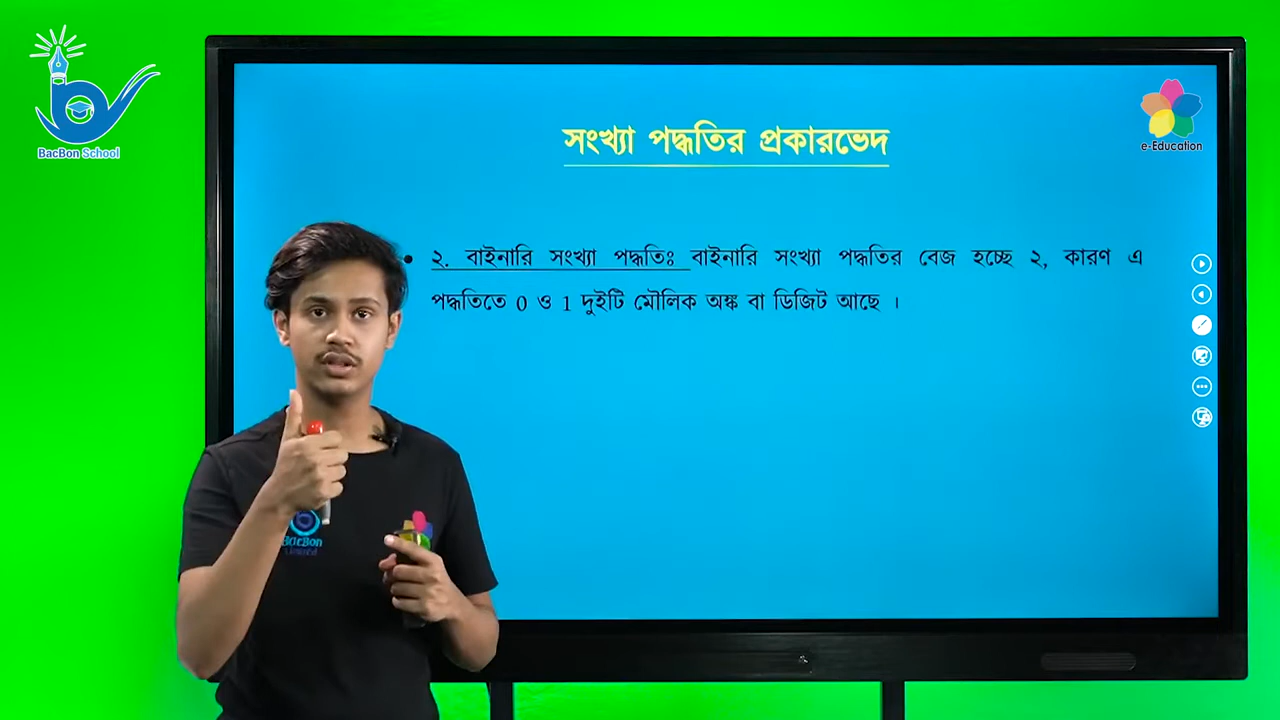 BacBon School
সংখ্যা পদ্ধতির প্রকারভেদ
e-Education
• ২. বাইনারি সংখ্যা পদ্ধতিঃ বাইনারি সংখ্যা পদ্ধতির বেজ হচ্ছে ২, কারণ এ
পদ্ধতিতে 0 ও 1 দুইটি মৌলিক অঙ্ক বা ডিজিট আছে ।
BacBon